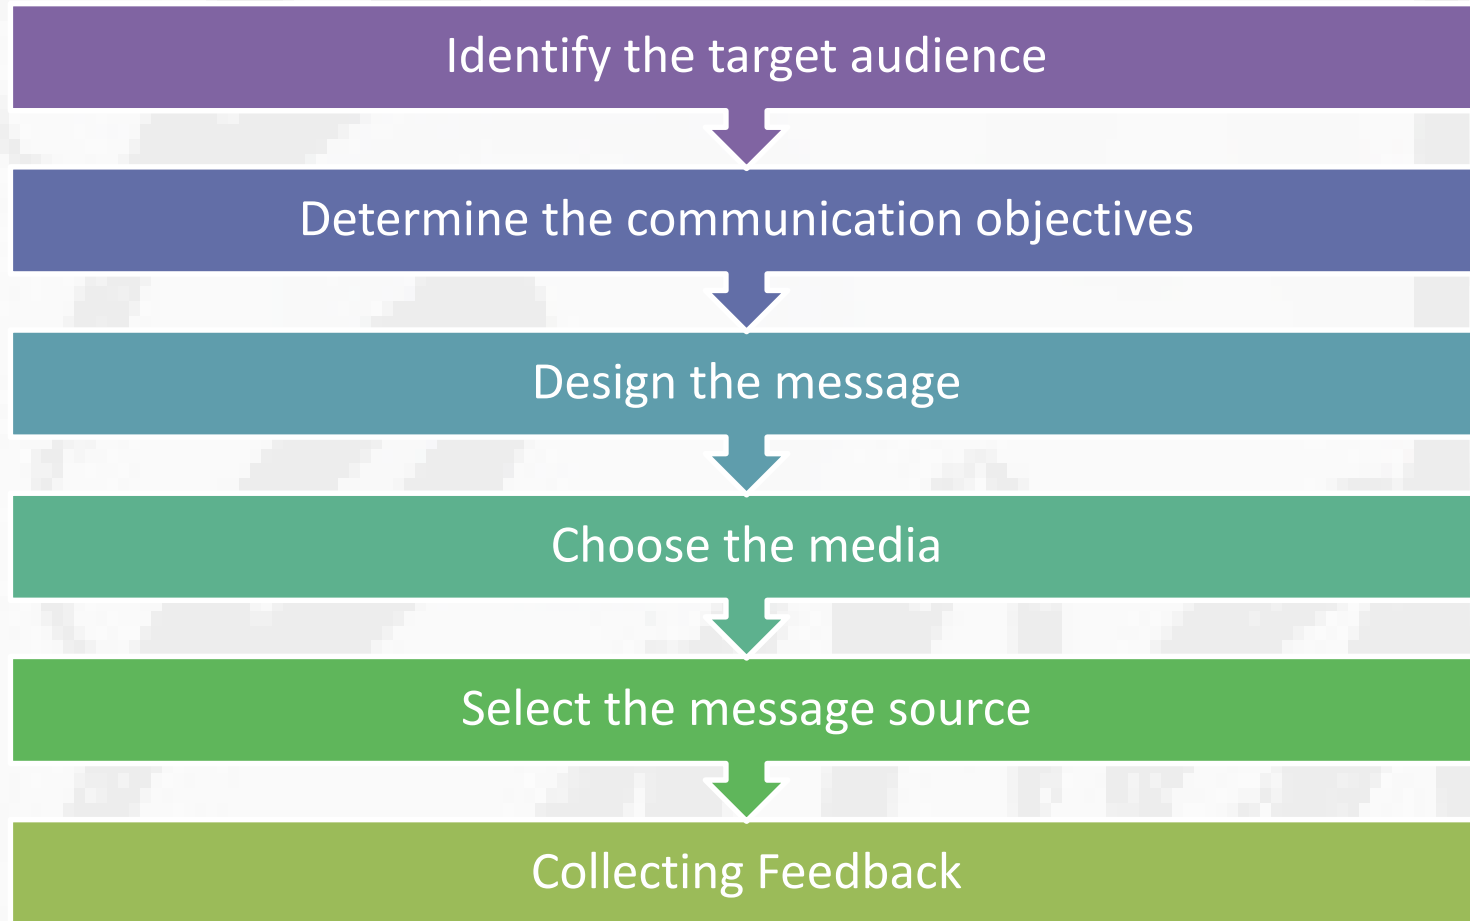 Identify the target audience
Determine the communication objectives
Design the message
Choose the media
Select the message source
Collecting Feedback